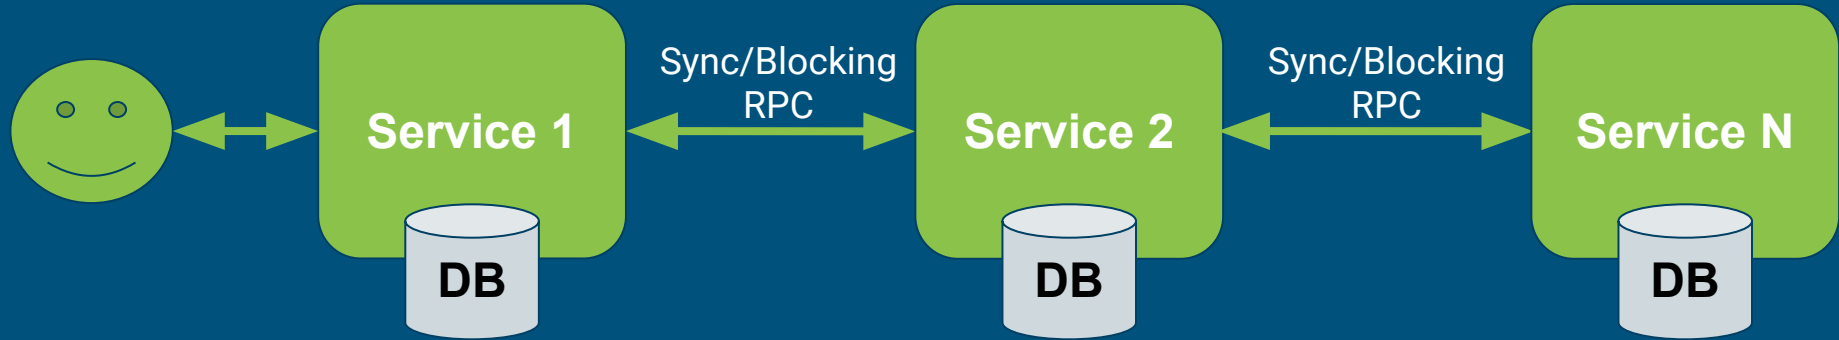 Service 1
DB
Sync/Blocking
RPC
Service 2
DB
Sync/Blocking
RPC
Service N
DB